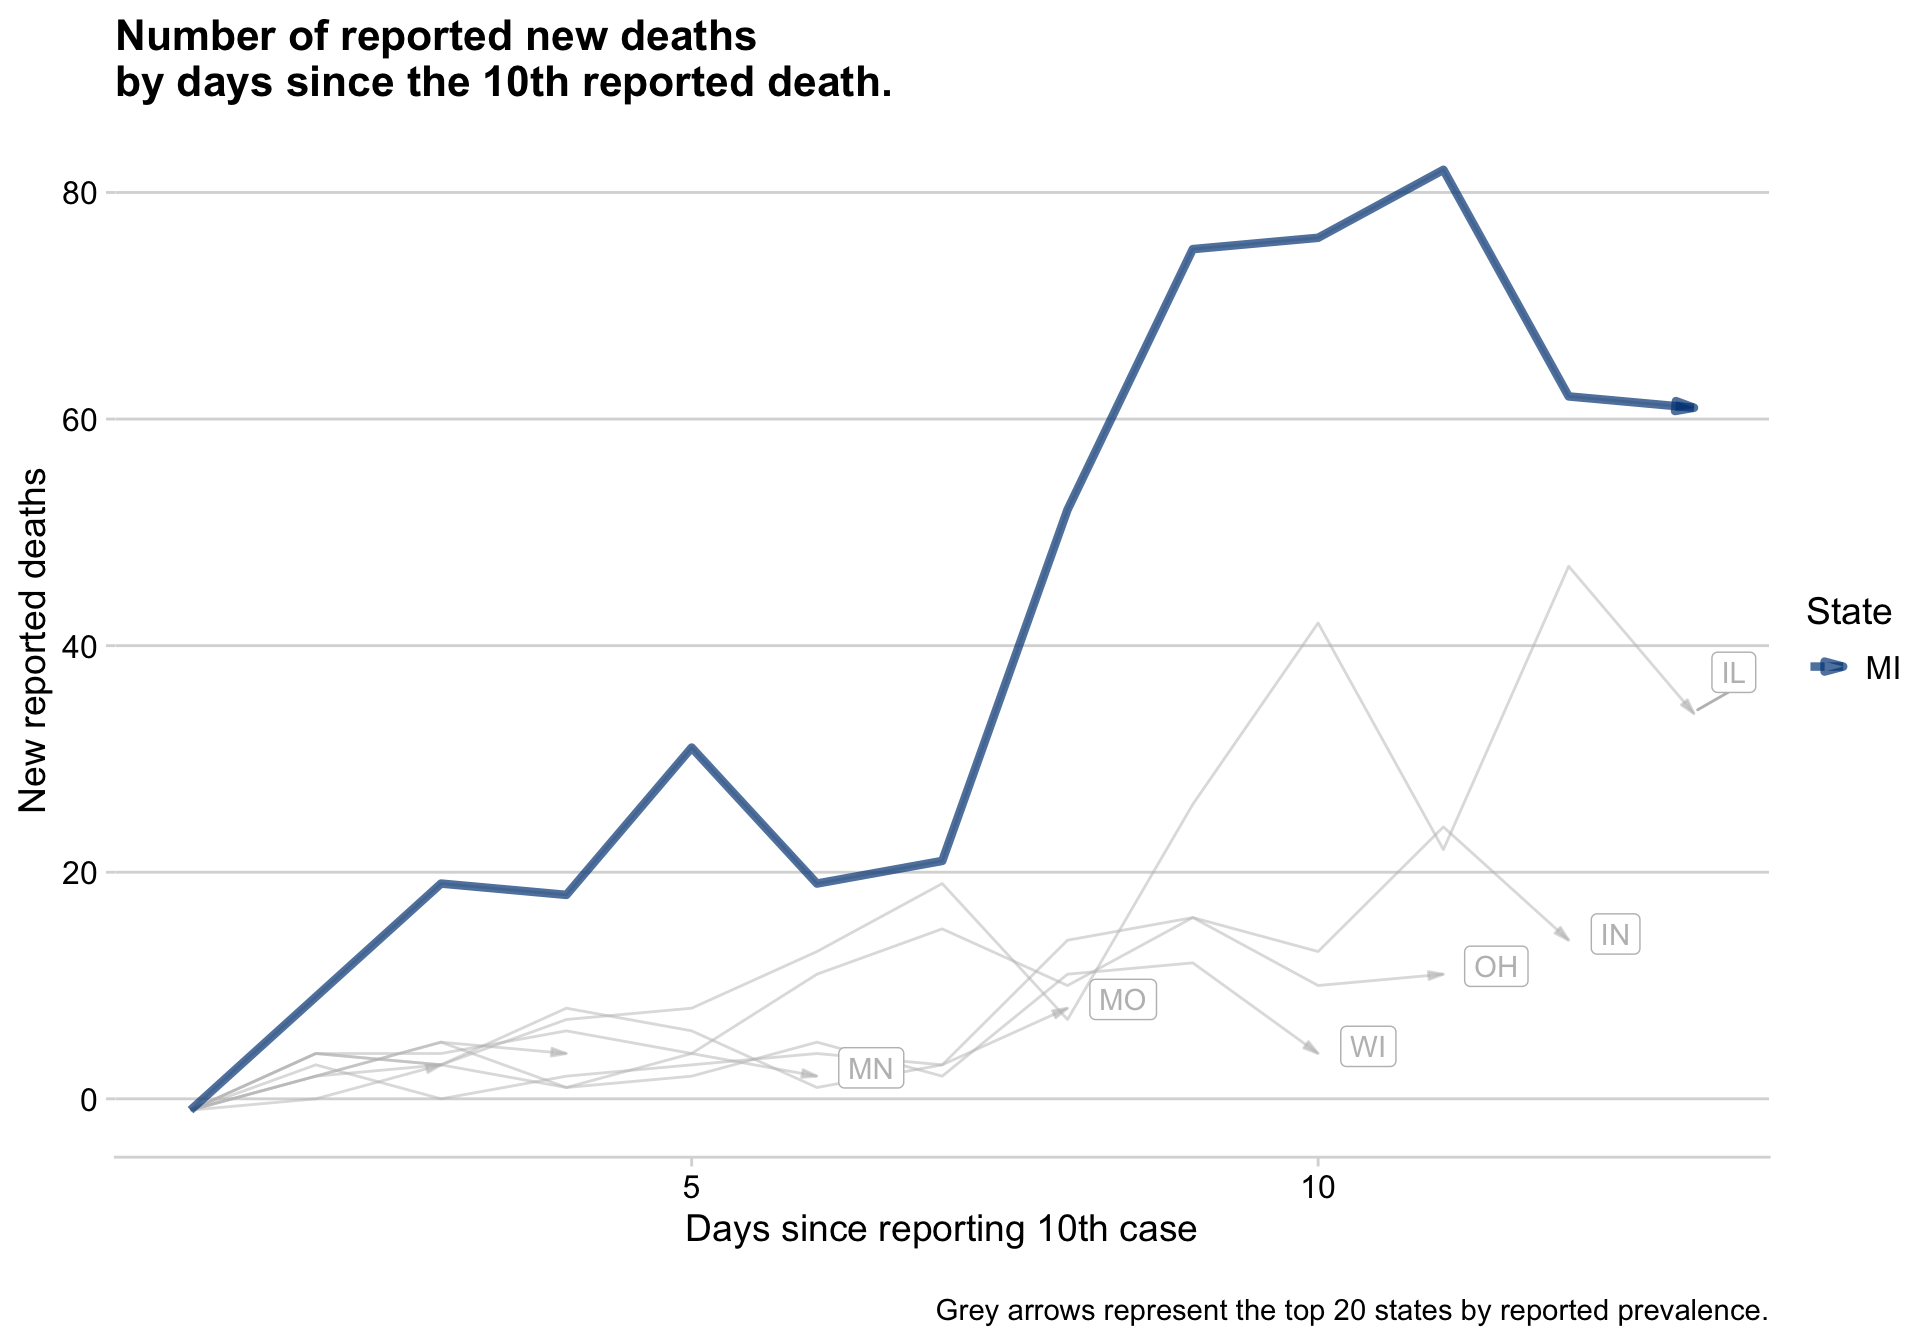 Number of reported new deaths
by days since the 10th reported death.
80
60
40
20
0
New reported deaths
IL
IN
OH
MO
WI
MN
State
MI
5
10
Days since reporting 10th case
Grey arrows represent the top 20 states by reported prevalence.